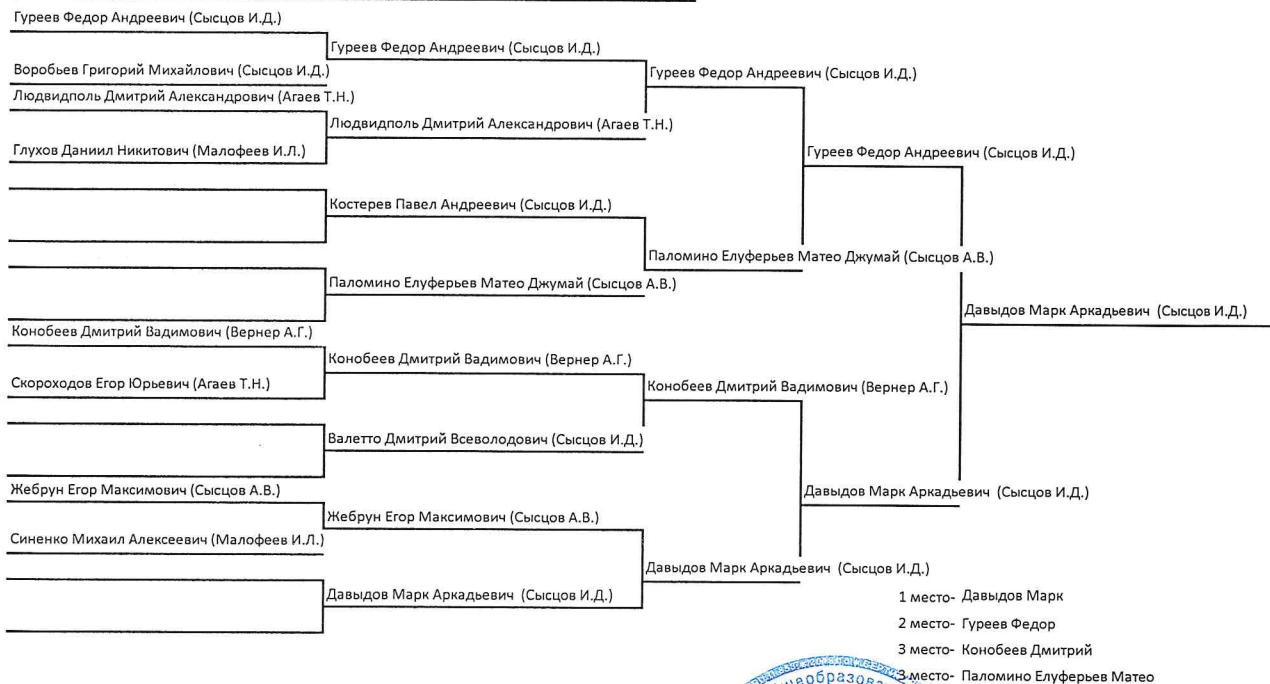 Гуреев Федор Андреевич (Сысцов И.Д.)
Гуреев Федор Андреевич (Сысцов И.Д.)
Воробьев Григорий Михайлович (Сысцов И.Д.)
Гуреев Федор Андреевич (Сысцов И.Д.)
Людвидполь Дмитрий Александрович (Агаев Т.Н.)
Людвидполь Дмитрий Александрович (Агаев Т.Н.)
Глухов Даниил Никитович (Малофеев И.Л.)
Гуреев Федор Андреевич (Сысцов И.Д.)
Костерев Павел Андреевич (Сысцов И.Д.)
Паломино Елуферьев Матео Джумай (Сысцов А.В.)
Паломино Елуферьев Матео Джумай (Сысцов А.В.)
Давыдов Марк Аркадьевич (Сысцов И.Д.)
Конобеев Дмитрий Вадимович (Вернер А.Г.)
Конобеев Дмитрий Вадимович (Вернер А.Г.)
Скороходов Егор Юрьевич (Агаев Т.Н.)
Конобеев Дмитрий Вадимович (Вернер А.Г.)
Валетто Дмитрий Всеволодович (Сысцов И.Д.)
Жебрун Егор Максимович (Сысцов А.В.)
Давыдов Марк Аркадьевич (Сысцов И.Д.)
Жебрун Егор Максимович (Сысцов А.В.)
Синенко Михаил Алексеевич (Малофеев И.Л.)
Давыдов Марк Аркадьевич (Сысцов И.Д.)
Давыдов Марк Аркадьевич (Сысцов И.Д.)
1 место- Давыдов Марк
2 место- Гуреев Федор
3 место- Конобеев Дмитрий
3 место- Паломино Елуферьев Матео